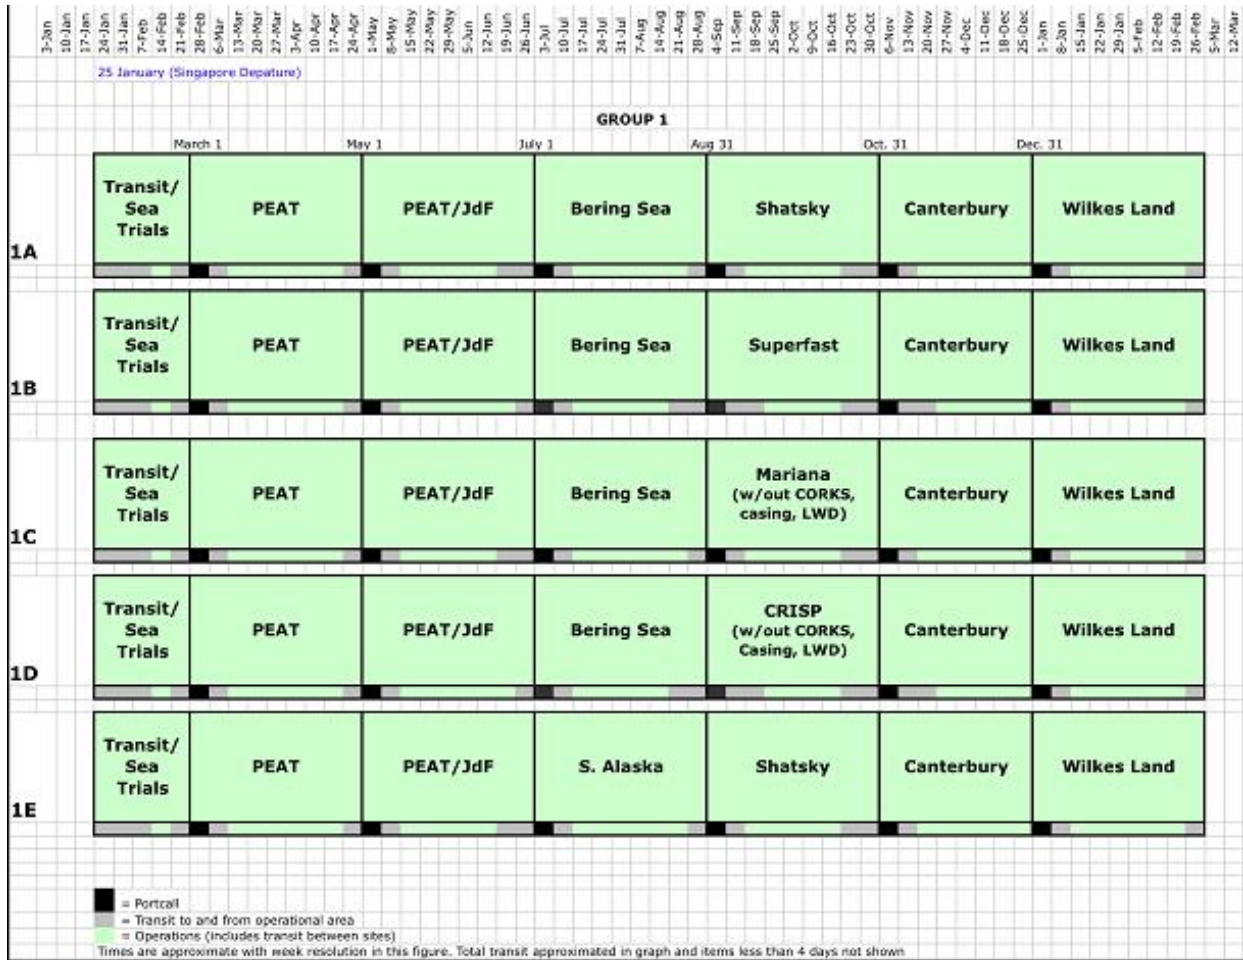 3-Jan 10-Jan 17-Jan 24-Jan 31-Jan 7-Feb 14-Feb 21-Feb 28-Feb 6-Mar 13-Mar 20-Mar 27-Mar 3-Apr 10-Apr 17-Apr 24-Apr 1-May 8-May 15-May 22-May 29-May 5-Jun 12-Jun 19-Jun 26-Jun 3-Jul 10-Jul 17-Jul 24-Jul 31-Jul 7-Aug 14-Aug 21-Aug 28-Aug 4-Sep 11-Sep 18-Sep 25-Sep 2-Oct 9-Oct 16-Oct 23-Oct 30-Oct 6-Nov 13-Nov 20-Nov 27-Nov 4-Dec 11-Dec 18-Dec 25-Dec 1-Jan 8-Jan 15-Jan 22-Jan 29-Jan 5-Feb 12-Feb 19-Feb 26-Feb 5-Mar 12-Mar
25 January (Singapore Depature)
GROUP 1
March 1 May 1 July 1 Aug 31 Oct. 31 Dec. 31
1A
Transit/
Sea
Trials
PEAT
PEAT/JdF
Bering Sea
Shatsky
Canterbury
Wilkes Land
1B
Transit/
Sea
Trials
PEAT
PEAT/JdF
Bering Sea
Superfast
Canterbury
Wilkes Land
1C
Transit/
Sea
Trials
PEAT
PEAT/JdF
Bering Sea
Mariana
(w/out CORKS,
casing, LWD)
Canterbury
Wilkes Land
1D
Transit/
Sea
Trials
PEAT
PEAT/JdF
Bering Sea
CRISP
(w/out CORKS,
Casing, LWD)
Canterbury
Wilkes Land
1E
Transit/
Sea
Trials
PEAT
PEAT/JdF
S. Alaska
Shatsky
Canterbury
Wilkes Land
= Portcall
= Transit to and from operational area
= Operations (includes transit between sites)
Times are approximate with week resolution in this figure. Total transit approximated in graph and items less than 4 days not shown